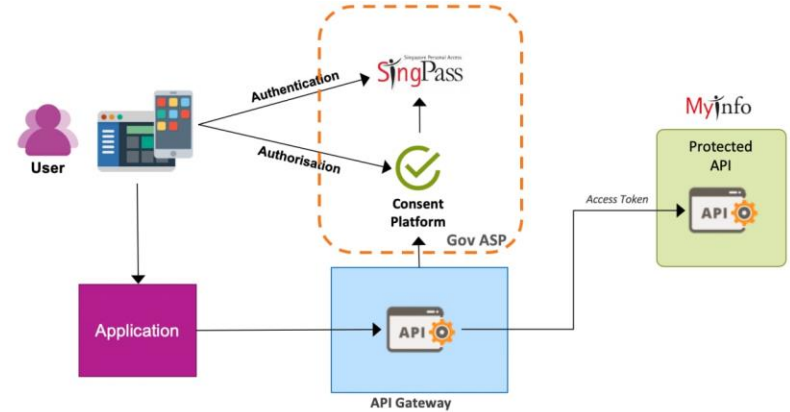 Singapore Personal Access
SingPass
Authentication
MyInfo
Protected
API
User
Authorisation
Consent
Platform
Access Token
API
Gov ASP
Application
API
API Gateway